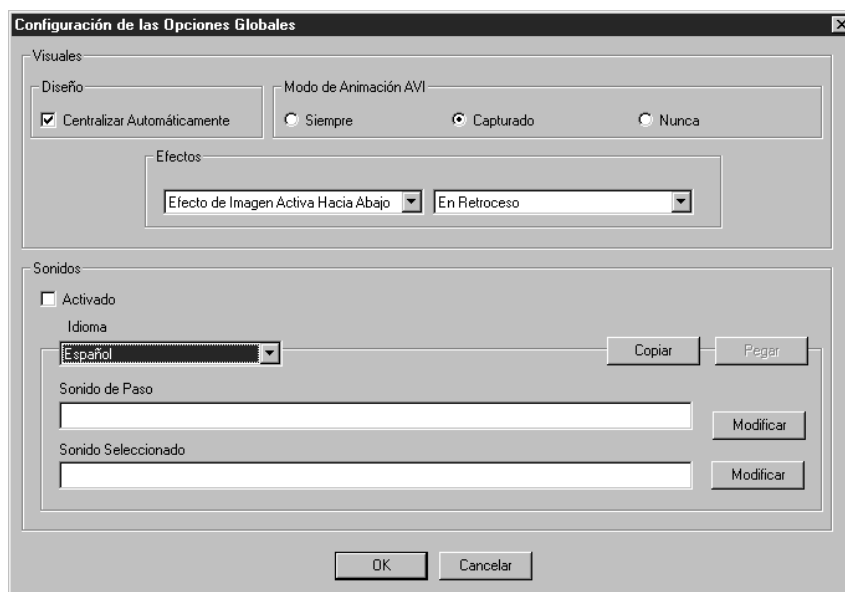 Configuración de las Opciones Globales
Visuales
Diseño
Centralizar Automáticamente
Modo de Animación AVI
Siempre
Capturado
Nunca
Efectos
Efecto de Imagen Activa Hacia Abajo
En Retroceso
Sonidos
Activado
Idioma
Español
Copiar
Pegar
Sonido de Paso
Modificar
Sonido Seleccionado
Modificar
OK
Cancelar